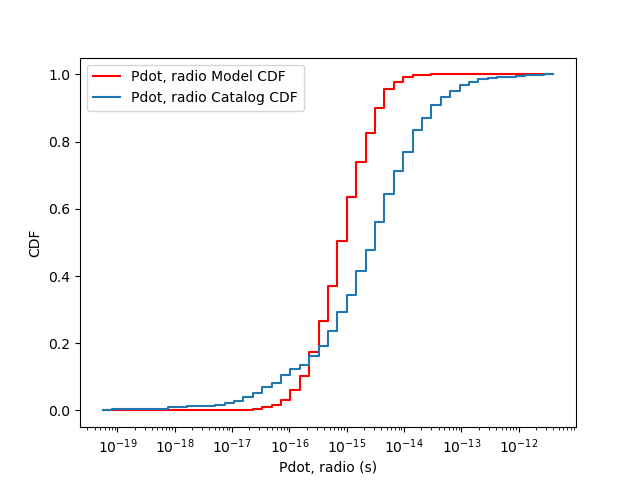 Pdot, radio Model CDF
Pdot, radio Catalog CDF
CDF
1.0
0.8
0.6
0.4
0.2
0.0
10⁻¹⁹ 10⁻¹⁸ 10⁻¹⁷ 10⁻¹⁶ 10⁻¹⁵ 10⁻¹⁴ 10⁻¹³ 10⁻¹²
Pdot, radio (s)